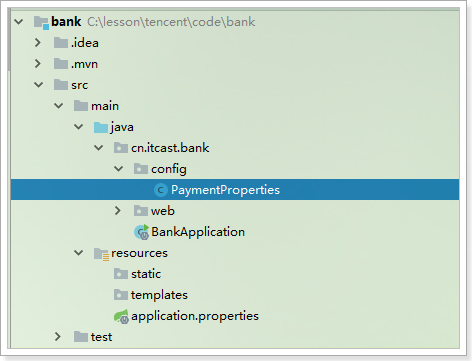 bank C:\lesson\tencent\code\bank
.idea
.mvn
src
main
java
cn.itcast.bank
config
PaymentProperties
web
BankApplication
resources
static
templates
application.properties
test